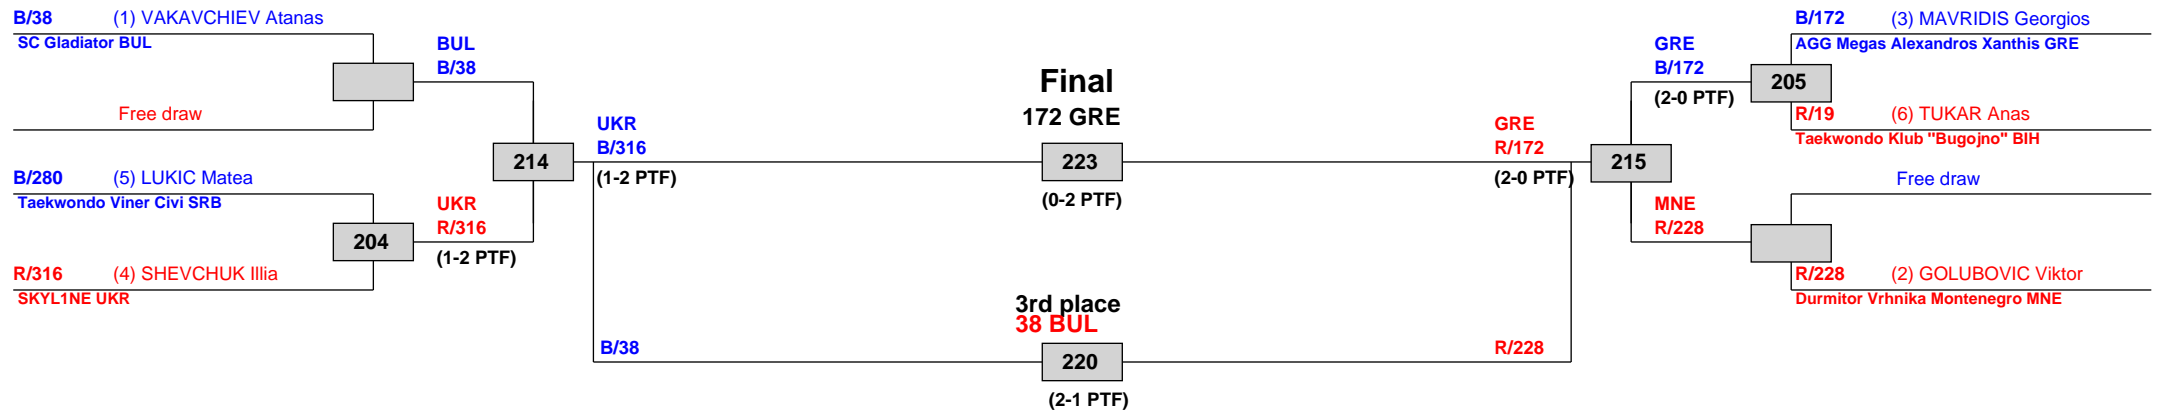 B/38 (1) VAKAVCHIEV Atanas
SC Gladiator BUL
BUL
B/38
Free draw
B/280 (5) LUKIC Matea
Taekwondo Viner Civi SRB
204
UKR
R/316
(1-2 PTF)
R/316 (4) SHEVCHUK Illia
SKYL1NE UKR
214
UKR
B/316
(1-2 PTF)
Final
172 GRE
223
(0-2 PTF)
3rd place
38 BUL
B/38
220
R/228
(2-1 PTF)
GRE
R/172
(2-0 PTF)
215
GRE
B/172
(2-0 PTF)
MNE
R/228
B/172 (3) MAVRIDIS Georgios
AGG Megas Alexandros Xanthis GRE
205
R/19 (6) TUKAR Anas
Taekwondo Klub "Bugojno" BIH
Free draw
R/228 (2) GOLUBOVIC Viktor
Durmitor Vrhnika Montenegro MNE